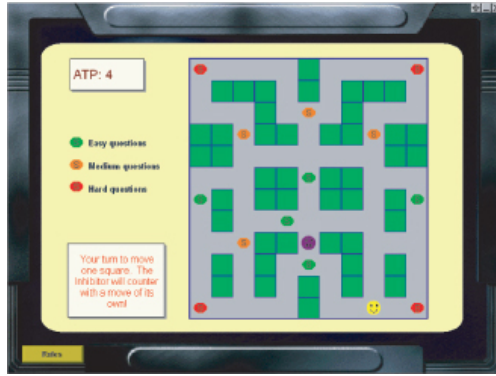 ATP: 4
Easy questions
Medium questions
Hard questions
Your turn to move
one square. The
Inhibitor will counter
with a move of its
own!
Rules